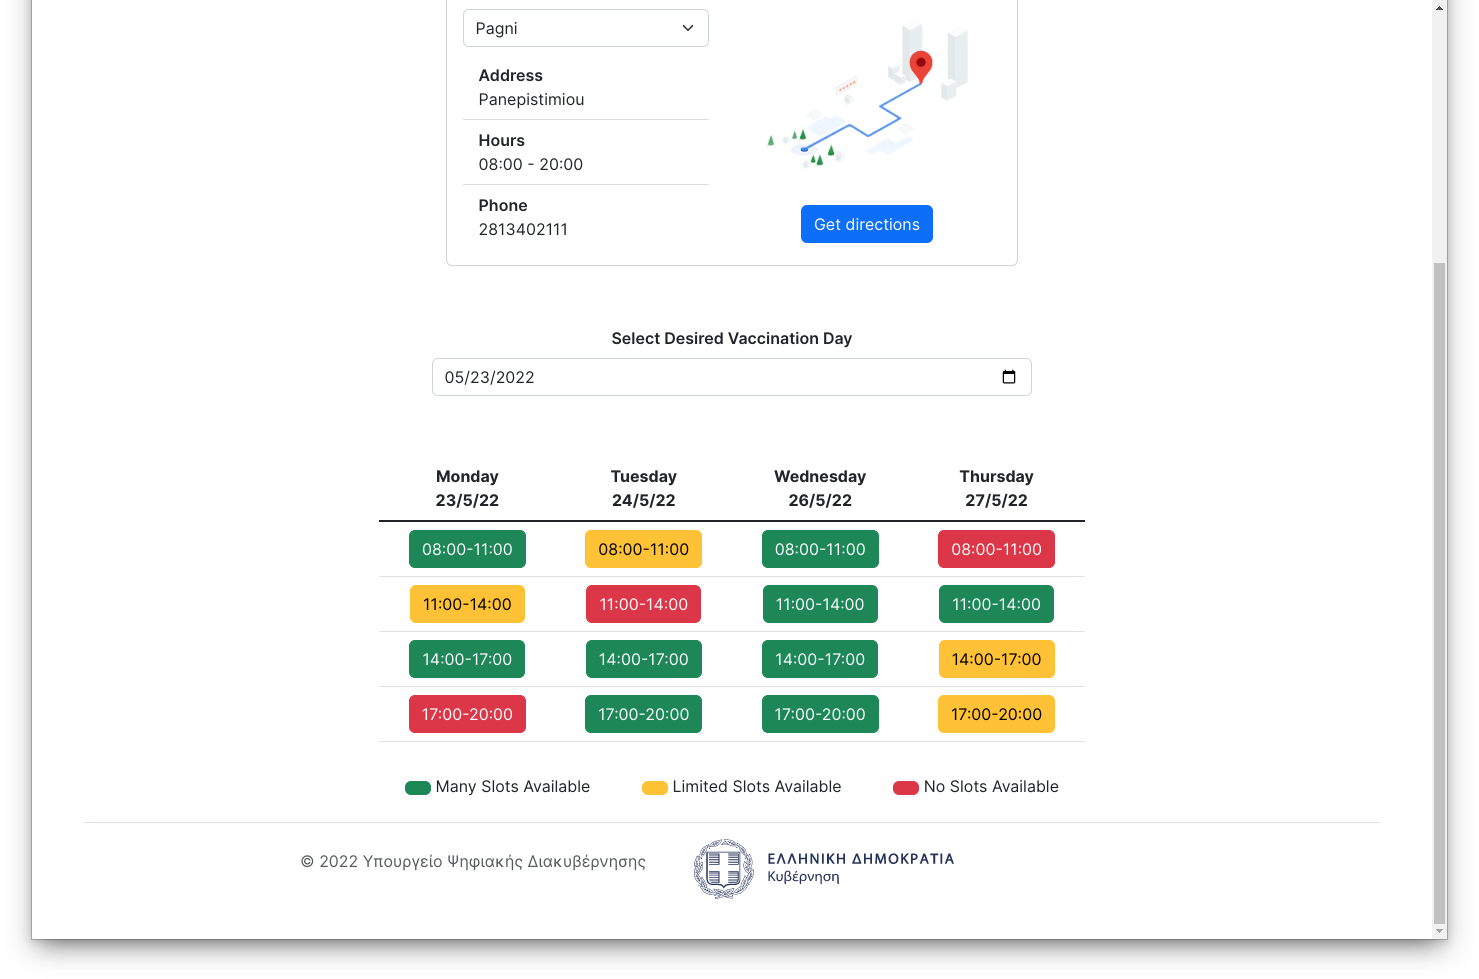 Pagni
Address
Panepistimiou
Hours
08:00 - 20:00
Phone
2813402111
Get directions
Select Desired Vaccination Day
05/23/2022
Monday Tuesday Wednesday Thursday
23/5/22 24/5/22 26/5/22 27/5/22
08:00-11:00 08:00-11:00 08:00-11:00 08:00-11:00
11:00-14:00 11:00-14:00 11:00-14:00 11:00-14:00
14:00-17:00 14:00-17:00 14:00-17:00 14:00-17:00
17:00-20:00 17:00-20:00 17:00-20:00 17:00-20:00
Many Slots Available Limited Slots Available No Slots Available
© 2022 Υπουργείο Ψηφιακής Διακυβέρνησης
ΕΛΛΗΝΙΚΗ ΔΗΜΟΚΡΑΤΙΑ
Κυβέρνηση